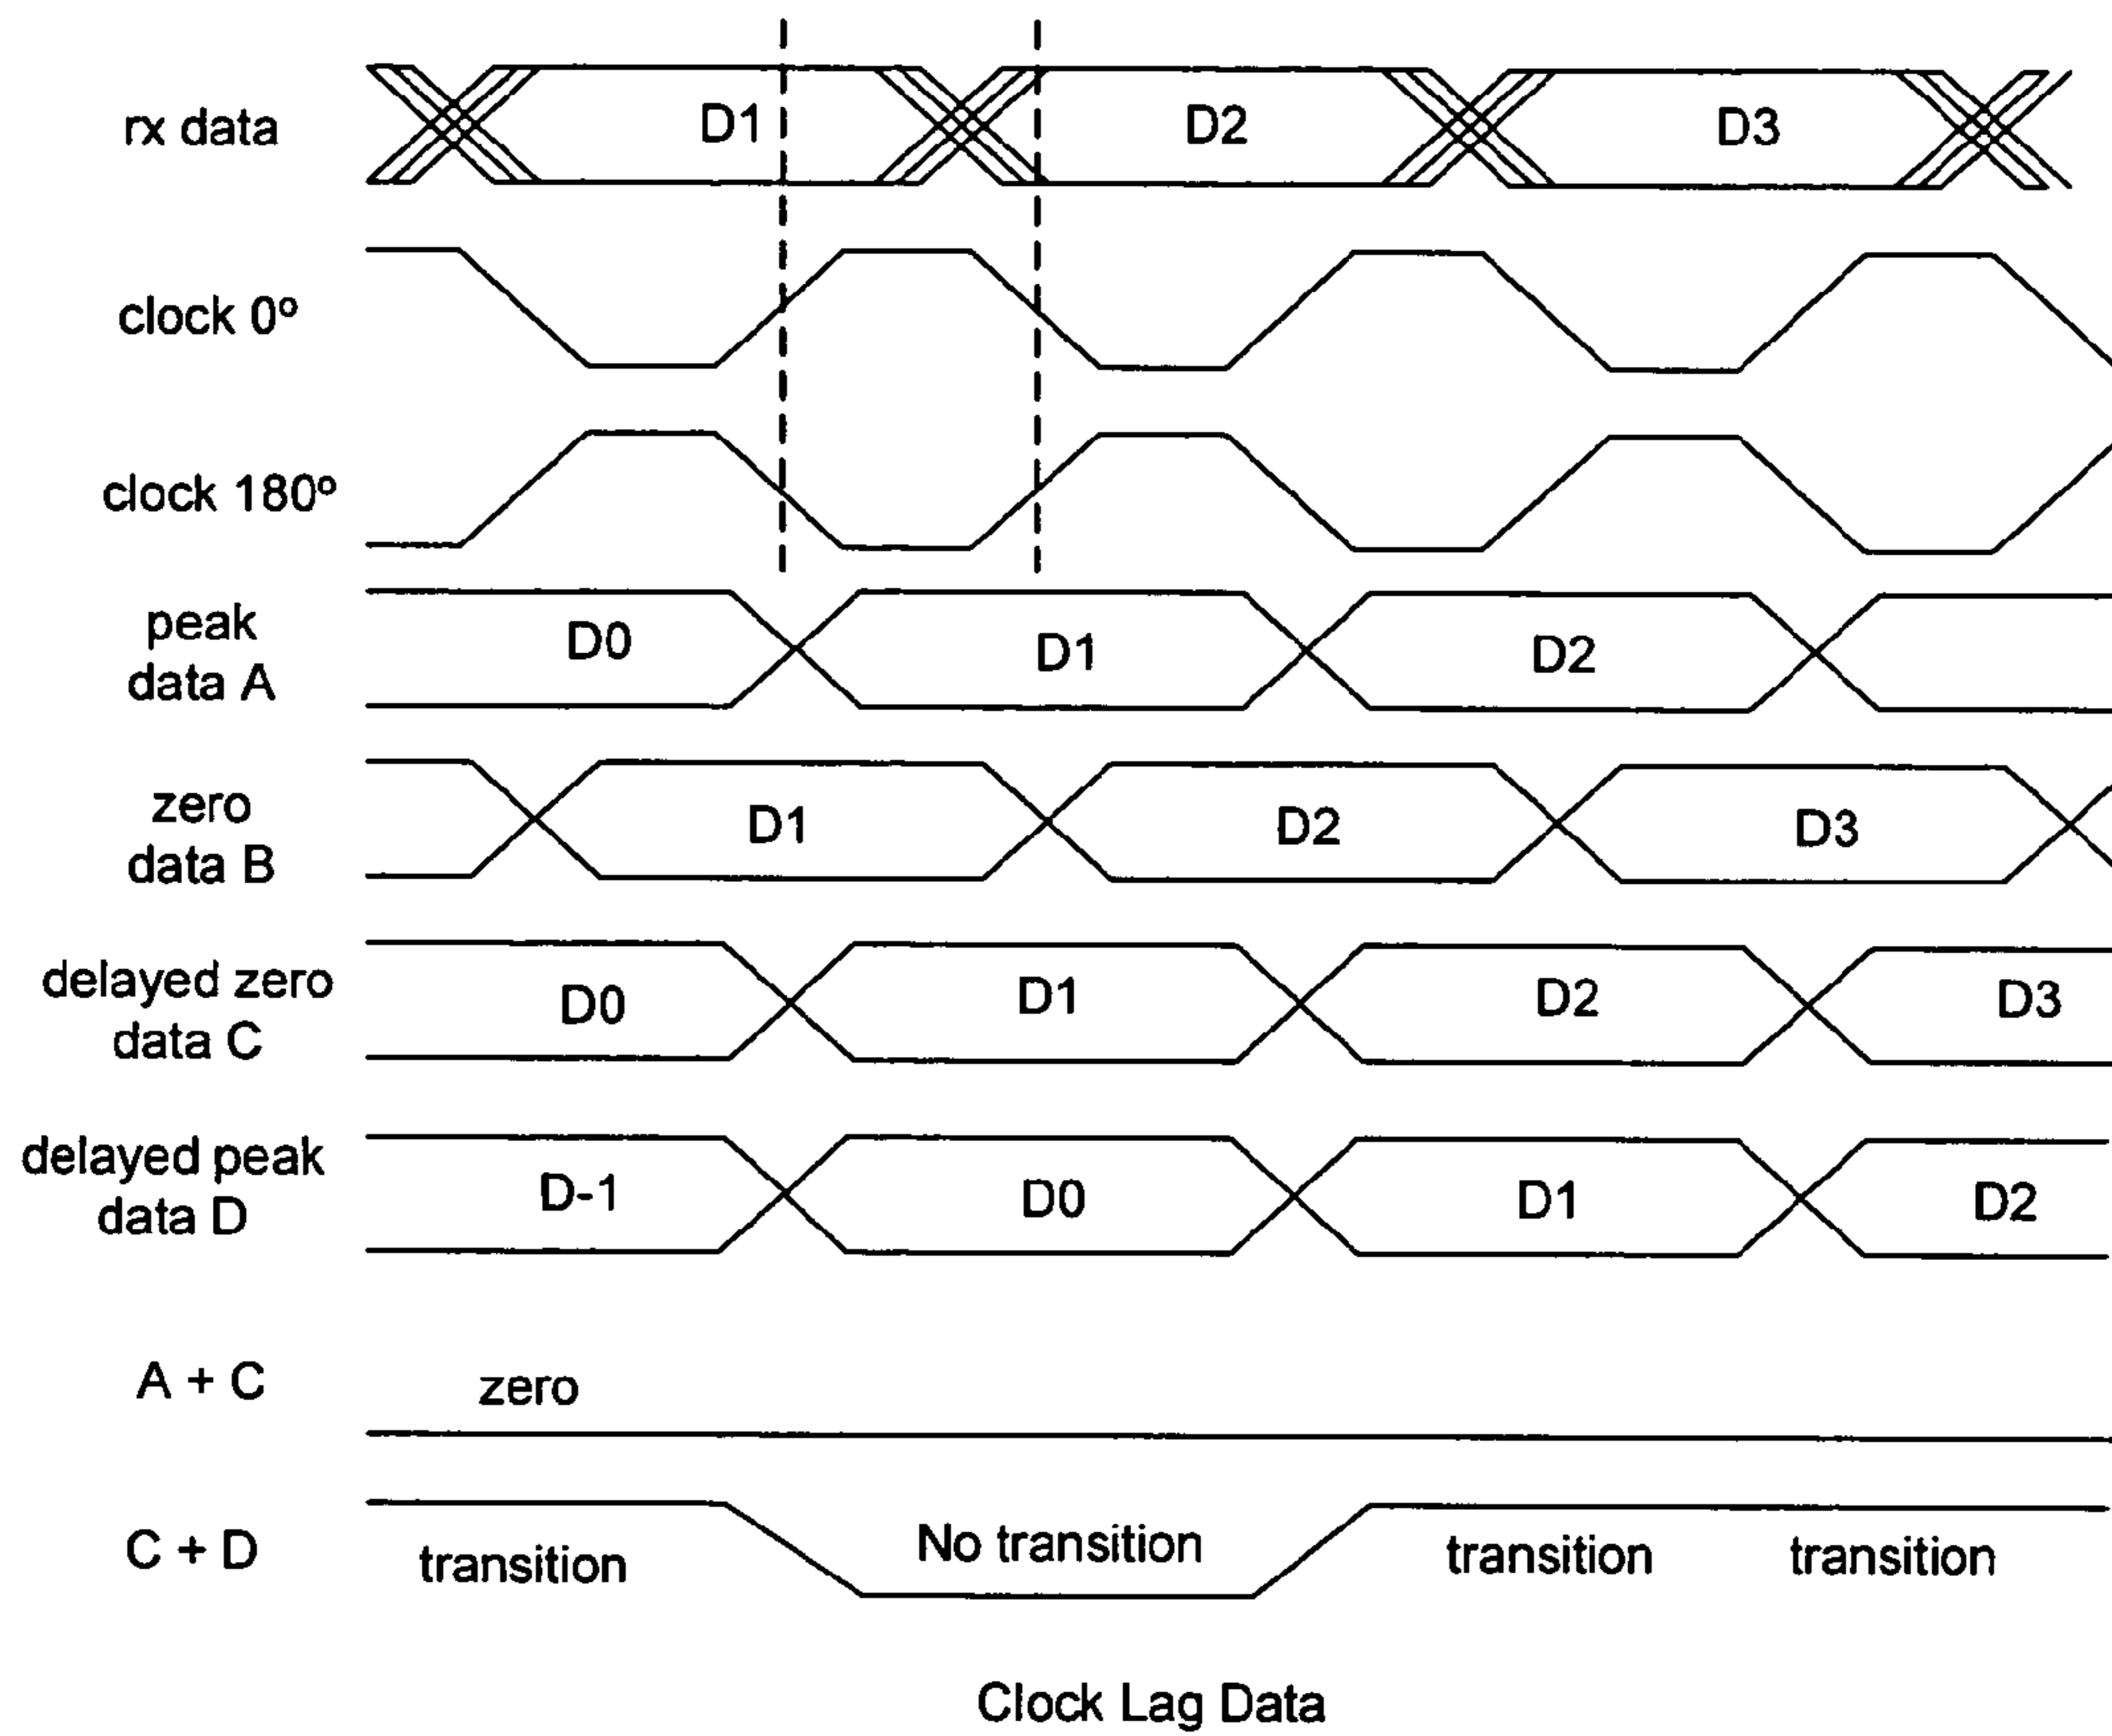 rx data
D1
D2
D3
clock 0º
clock 180º
peak
data A
D0
D1
D2
zero
data B
D1
D2
D3
delayed zero
data C
D0
D1
D2
D3
delayed peak
data D
D-1
D0
D1
D2
A + C
zero
C + D
transition
No transition
transition
transition
Clock Lag Data